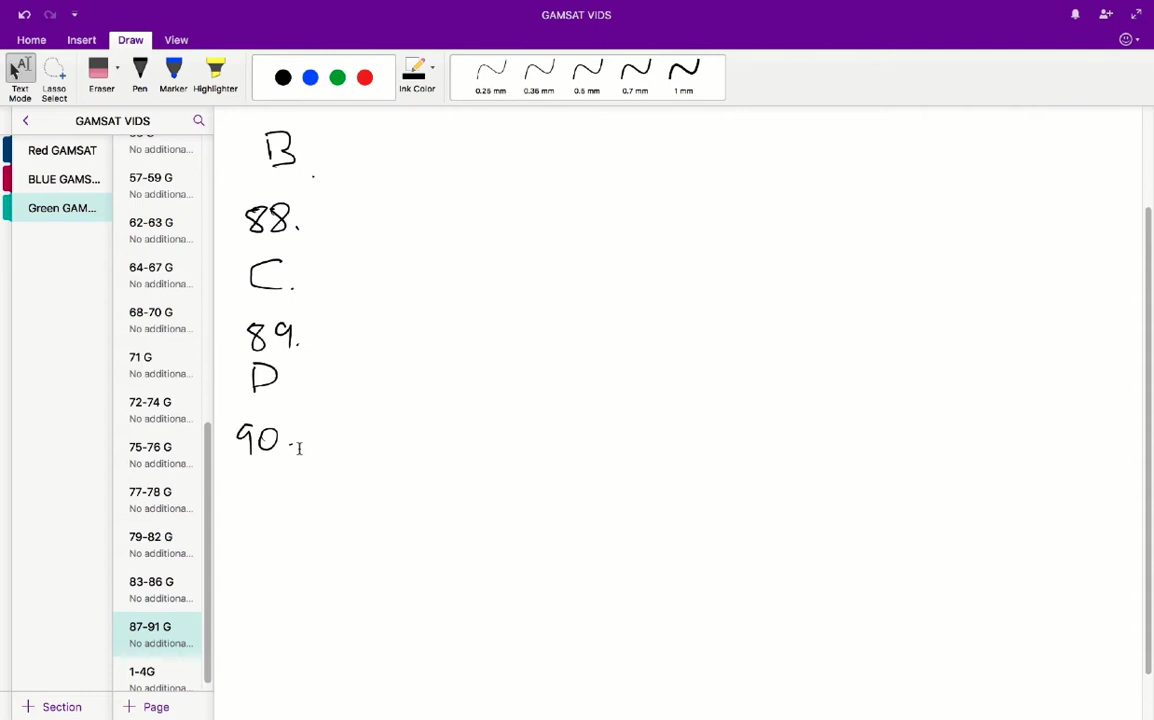 GAMSAT VIDS
Home Insert Draw View
Text Mode
Lasso Select
Eraser
Pen
Marker
Highlighter
Ink Color
0.25 mm
0.35 mm
0.5 mm
0.7 mm
1 mm
GAMSAT VIDS
Red GAMSAT
BLUE GAMS...
Green GAM...
No additiona...
57-59 G
No additiona...
62-63 G
No additiona...
64-67 G
No additiona...
68-70 G
No additiona...
71 G
No additiona...
72-74 G
No additiona...
75-76 G
No additiona...
77-78 G
No additiona...
79-82 G
No additiona...
83-86 G
No additiona...
87-91 G
No additiona...
1-4G
No additiona...
+ Section
+ Page
B.
88.
C.
89.
D
90.